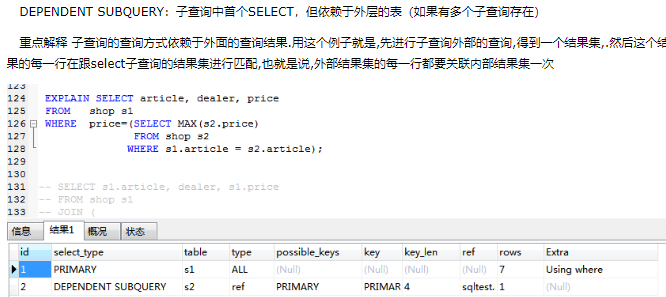 DEPENDENT SUBQUERY：子查询中首个SELECT，但依赖于外层的表（如果有多个子查询存在）
重点解释 子查询的查询方式依赖于外面的查询结果.用这个例子就是,先进行子查询外部的查询,得到一个结果集,.然后这个结
果的每一行在跟select子查询的结果集进行匹配,也就是说,外部结果集的每一行都要关联内部结果集一次
123
124 EXPLAIN SELECT article, dealer, price
125 FROM shop s1
126 WHERE price=(SELECT MAX(s2.price)
127 FROM shop s2
128 WHERE s1.article = s2.article);
129
130
131 -- SELECT s1.article, dealer, s1.price
132 -- FROM shop s1
133 -- JOIN (
信息 结果1 概况 状态
id select_type table type possible_keys key key_len ref rows Extra
1 PRIMARY s1 ALL (Null) (Null) (Null) (Null) 7 Using where
2 DEPENDENT SUBQUERY s2 ref PRIMARY PRIMAR 4 sqltest. 1 (Null)